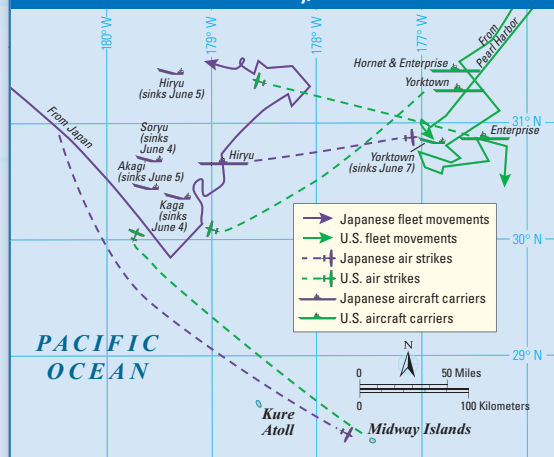 180° W
179° W
178° W
177° W
From
Pearl Harbor
Hornet & Enterprise
Yorktown
Hiryu
(sinks June 5)
31° N
From Japan
Soryu
(sinks
June 4)
Enterprise
Akagi
(sinks June 5)
Hiryu
Yorktown
(sinks June 7)
Kaga
(sinks
June 4)
Japanese fleet movements
U.S. fleet movements
Japanese air strikes
U.S. air strikes
Japanese aircraft carriers
U.S. aircraft carriers
30° N
PACIFIC
OCEAN
N
29° N
0 50 Miles
0 100 Kilometers
Kure
Atoll
Midway Islands